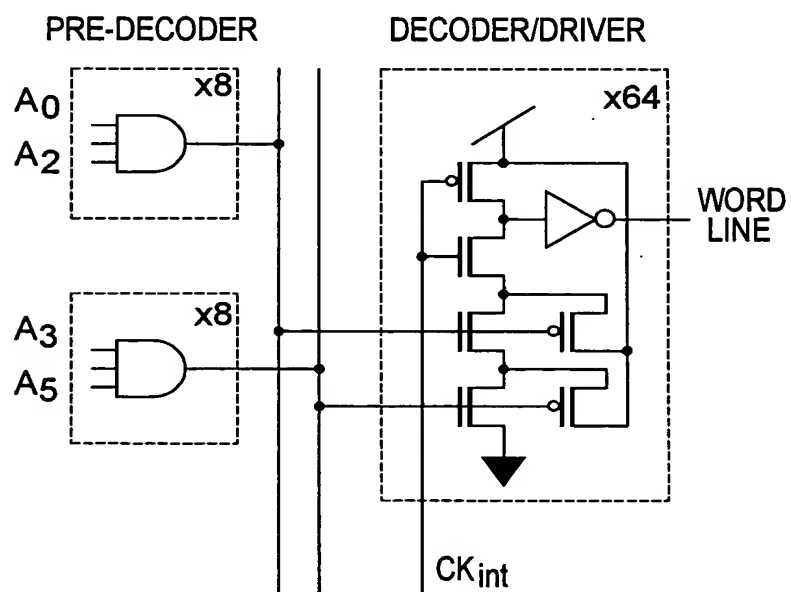 PRE-DECODER
DECODER/DRIVER
x8
A0
A2
x64
WORD
LINE
x8
A3
A5
CKint